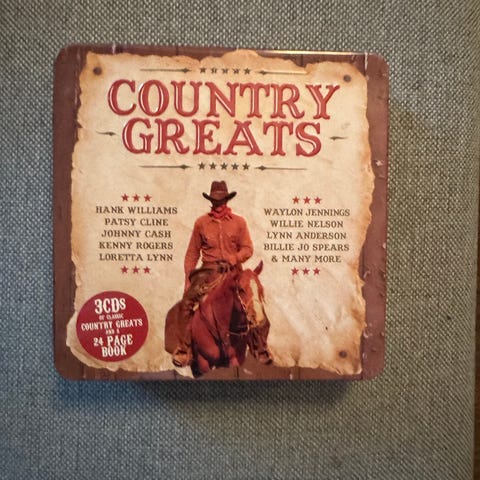 COUNTRY
GREATS
HANK WILLIAMS
PATSY CLINE
JOHNNY CASH
KENNY ROGERS
LORETTA LYNN
WAYLON JENNINGS
WILLIE NELSON
LYNN ANDERSON
BILLIE JO SPEARS
& MANY MORE
3CDs
OF CLASSIC
COUNTRY GREATS
AND A
24 PAGE
BOOK